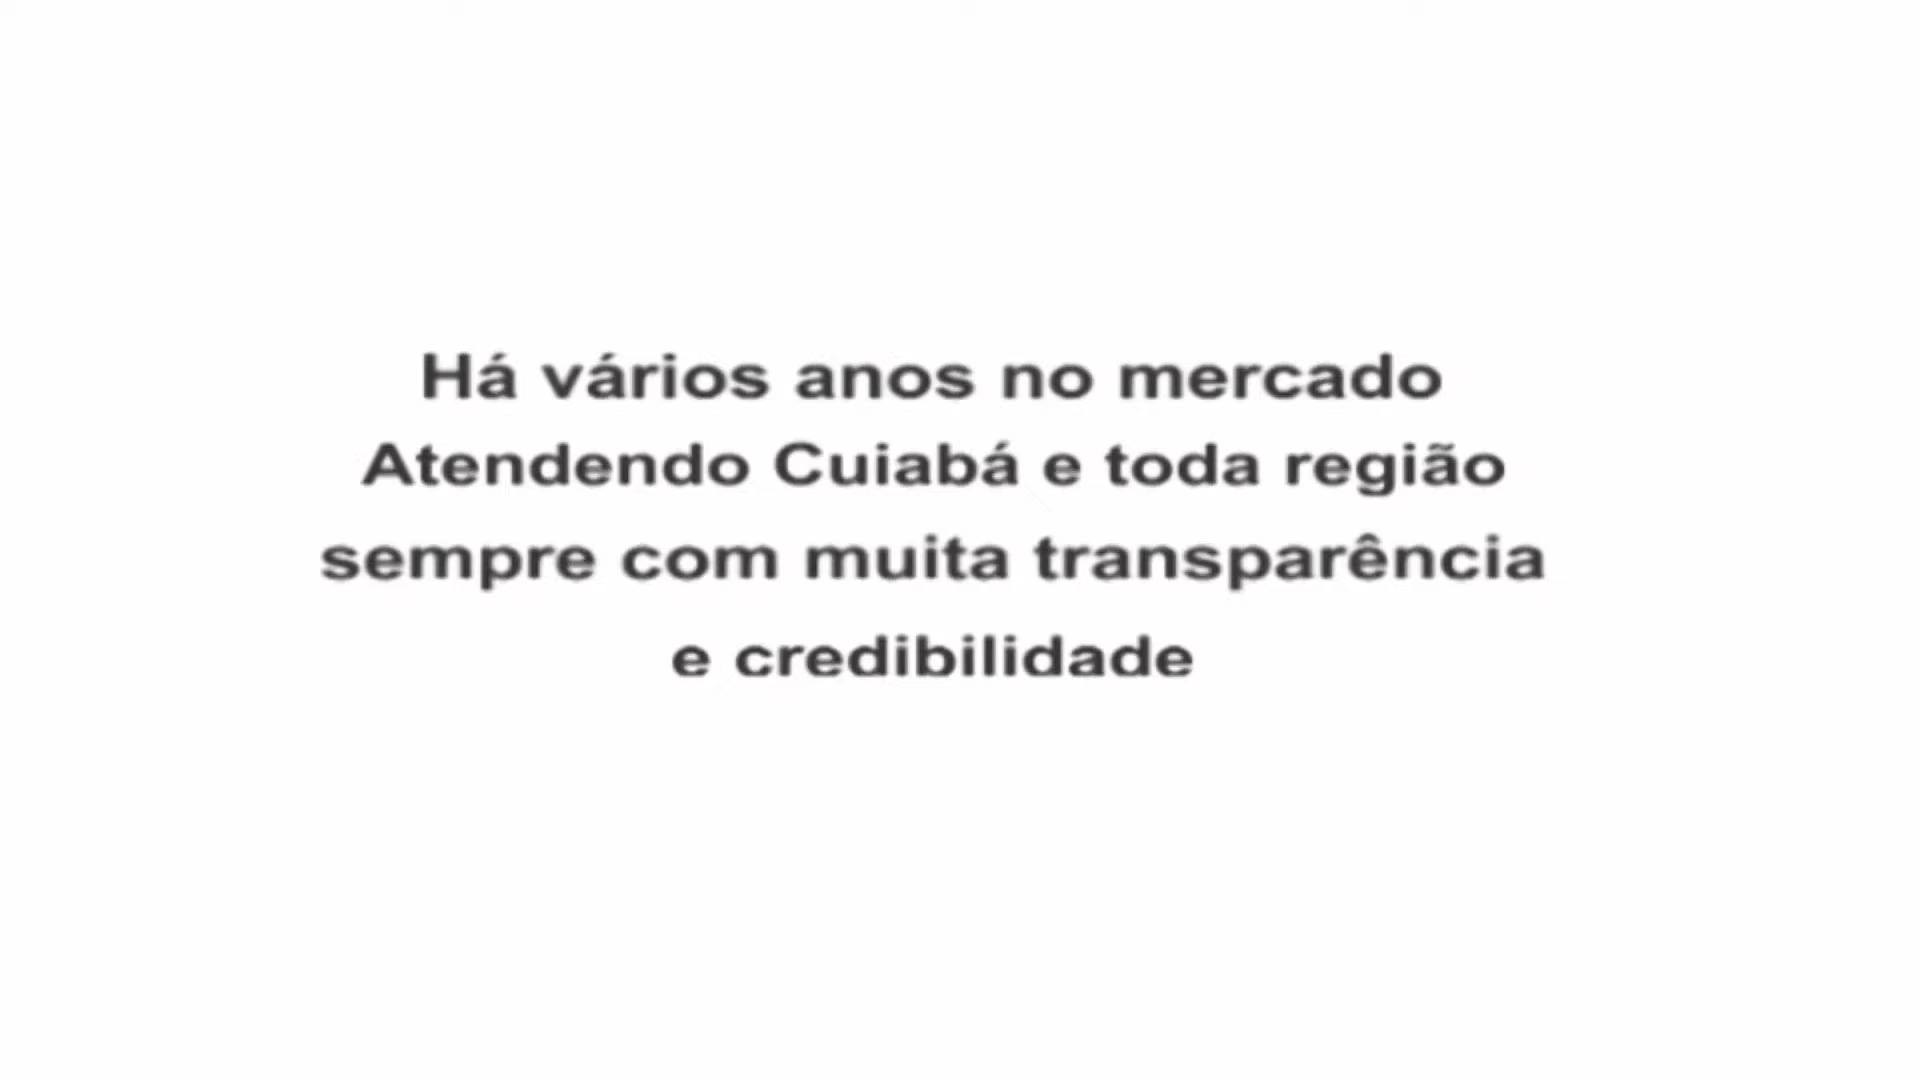 Há vários anos no mercado
Atendendo Cuiabá e toda região
sempre com muita transparência
e credibilidade